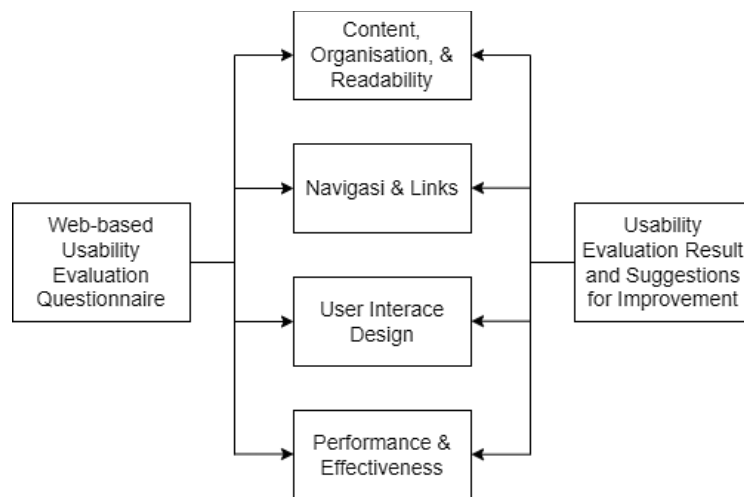 Content,
Organisation, &
Readability
Navigasi & Links
Web-based
Usability
Evaluation
Questionnaire
Usability
Evaluation Result
and Suggestions
for Improvement
User Interace
Design
Performance &
Effectiveness